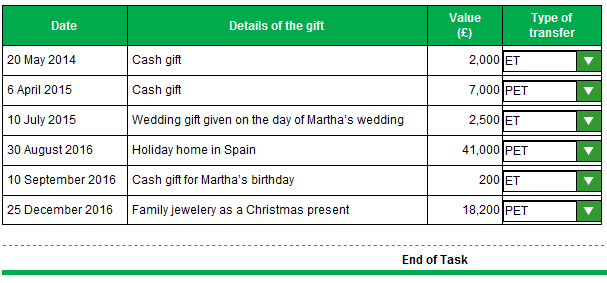 Date Details of the gift Value (£) Type of transfer
20 May 2014 Cash gift 2,000 ET
6 April 2015 Cash gift 7,000 PET
10 July 2015 Wedding gift given on the day of Martha's wedding 2,500 ET
30 August 2016 Holiday home in Spain 41,000 PET
10 September 2016 Cash gift for Martha's birthday 200 ET
25 December 2016 Family jewelery as a Christmas present 18,200 PET
End of Task